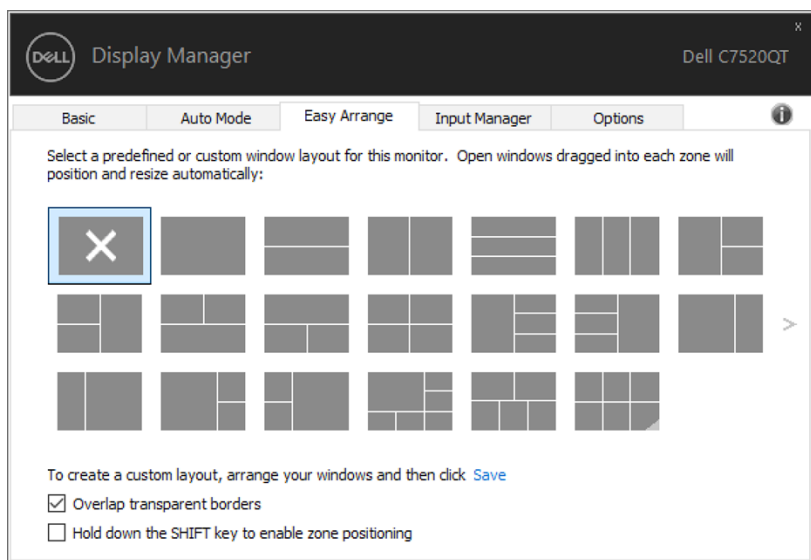 x
DELL Display Manager Dell C7520QT
Basic Auto Mode Easy Arrange Input Manager Options i
Select a predefined or custom window layout for this monitor. Open windows dragged into each zone will
position and resize automatically:
>
To create a custom layout, arrange your windows and then click Save
Overlap transparent borders
Hold down the SHIFT key to enable zone positioning